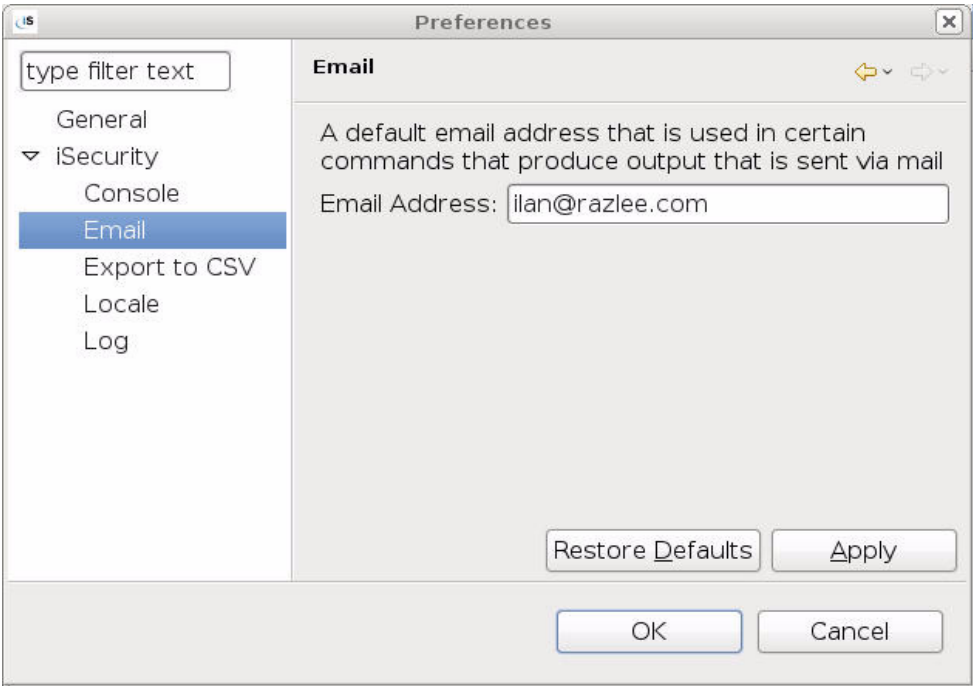 iS
Preferences
type filter text
General
iSecurity
Console
Email
Export to CSV
Locale
Log
Email
A default email address that is used in certain
commands that produce output that is sent via mail
Email Address: ilan@razlee.com
Restore Defaults
Apply
OK
Cancel